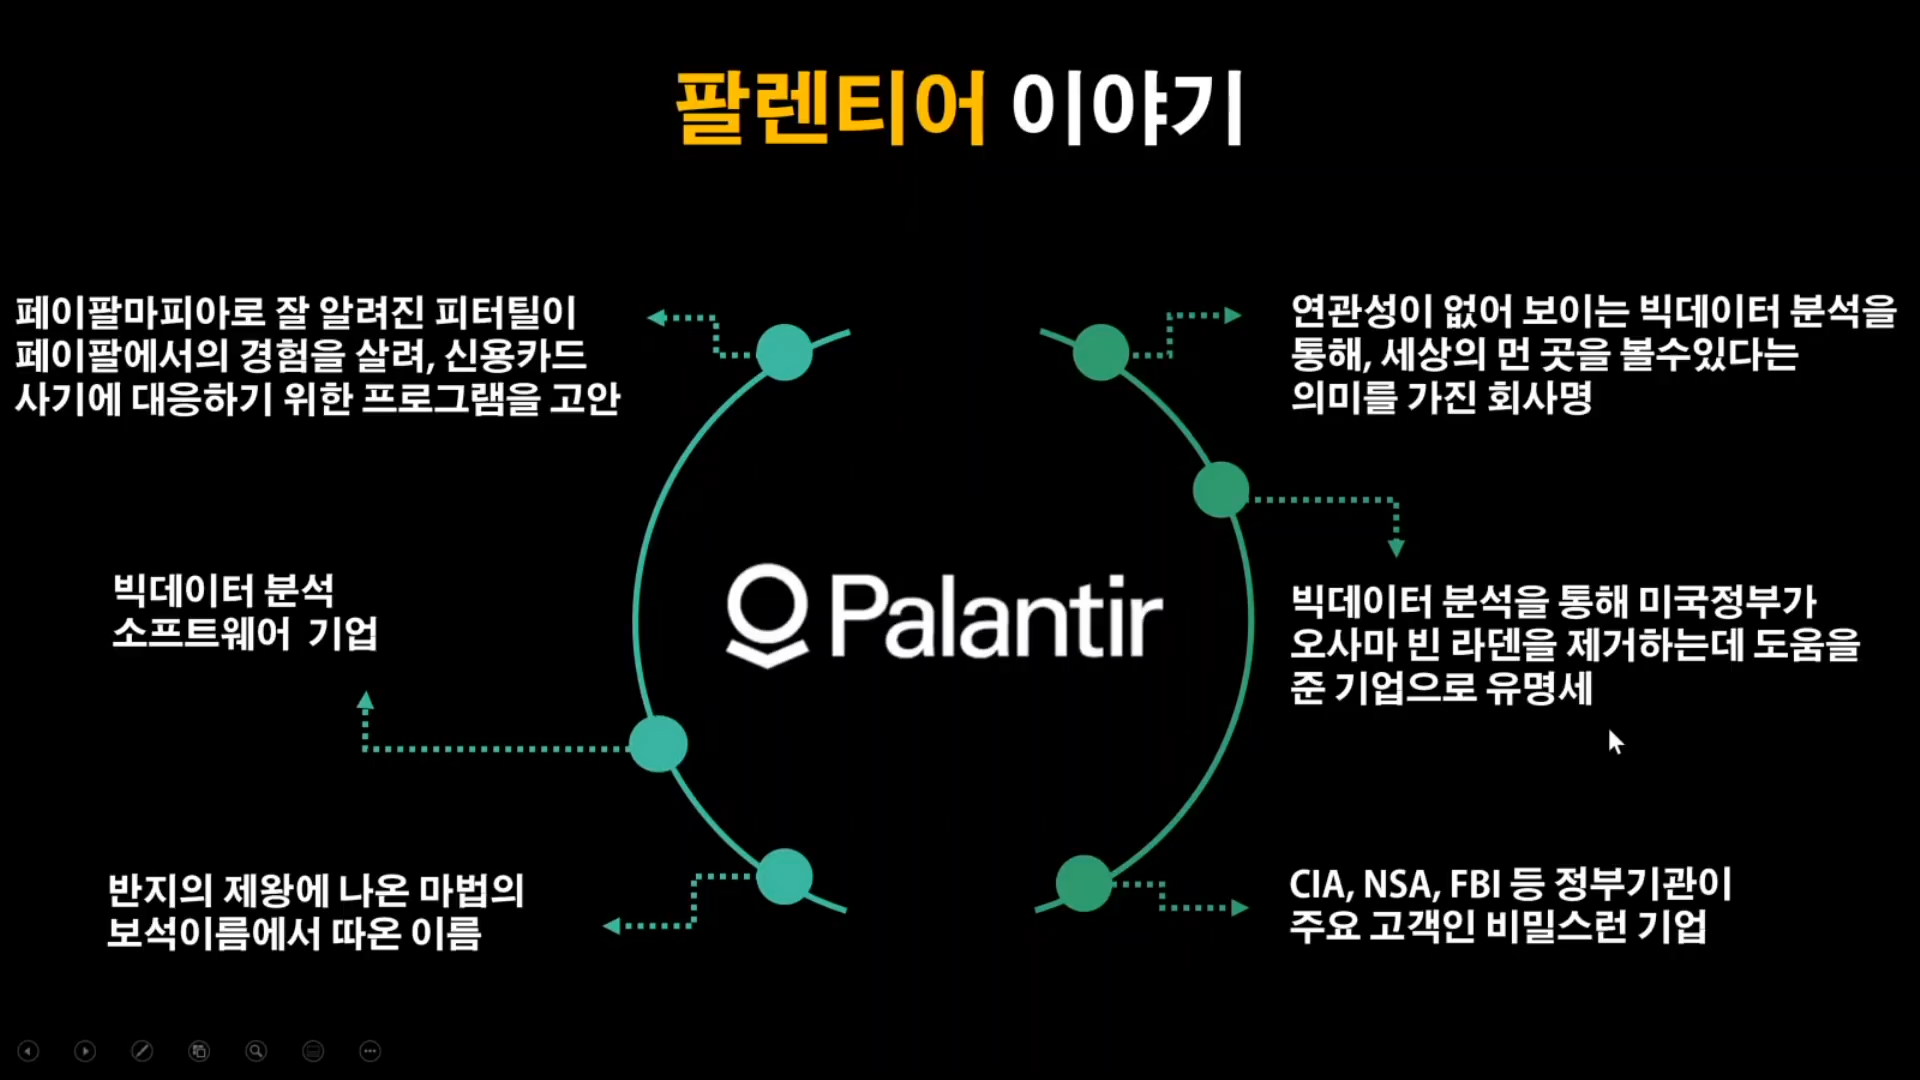 팔렌티어 이야기
페이팔마피아로 잘 알려진 피터틸이
페이팔에서의 경험을 살려, 신용카드
사기에 대응하기 위한 프로그램을 고안
빅데이터 분석
소프트웨어 기업
반지의 제왕에 나온 마법의
보석이름에서 따온 이름
Palantir
연관성이 없어 보이는 빅데이터 분석을
통해, 세상의 먼 곳을 볼수있다는
의미를 가진 회사명
빅데이터 분석을 통해 미국정부가
오사마 빈 라덴을 제거하는데 도움을
준 기업으로 유명세
CIA, NSA, FBI 등 정부기관이
주요 고객인 비밀스런 기업